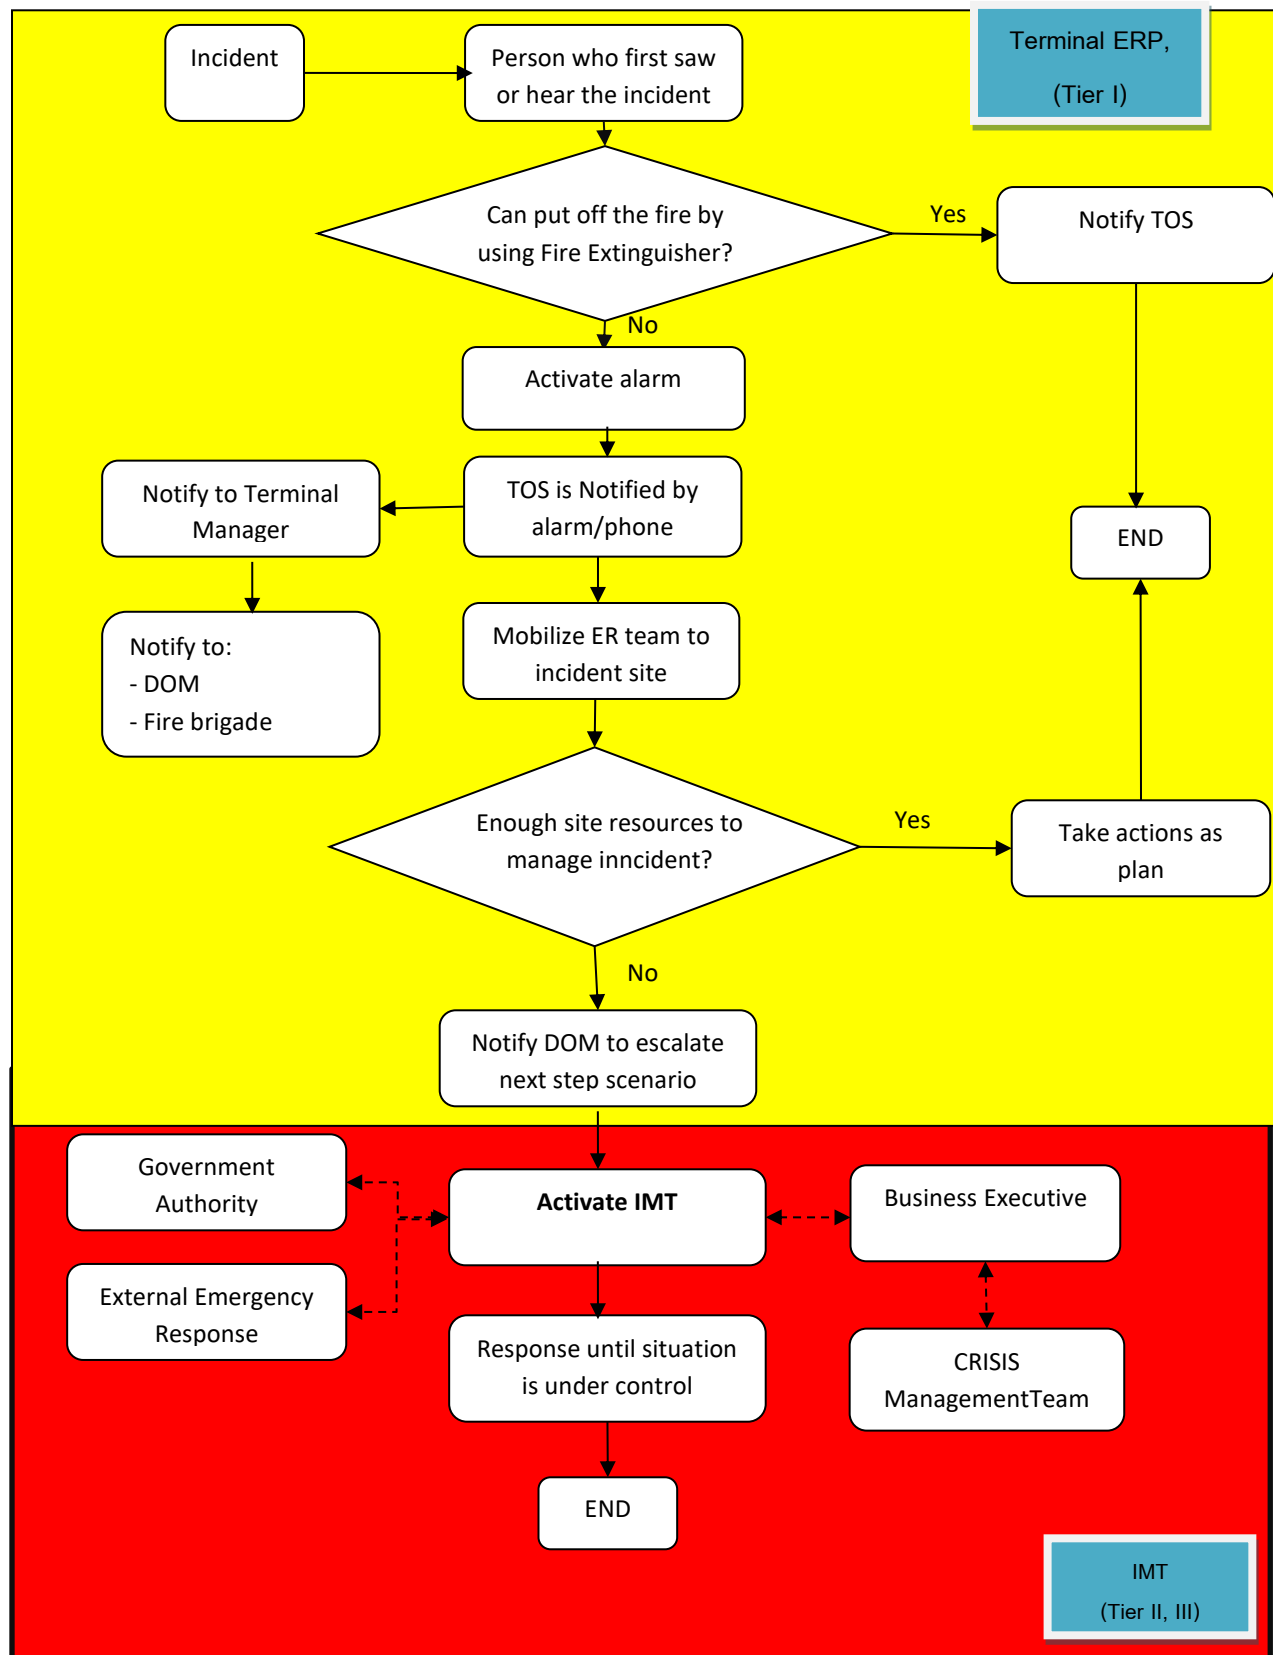 Incident
Person who first saw
or hear the incident
Terminal ERP,
(Tier I)
Can put off the fire by
using Fire Extinguisher?
Yes
Notify TOS
No
Activate alarm
Notify to Terminal
Manager
TOS is Notified by
alarm/phone
END
Notify to:
- DOM
- Fire brigade
Mobilize ER team to
incident site
Enough site resources to
manage inncident?
Yes
Take actions as
plan
No
Notify DOM to escalate
next step scenario
Government
Authority
Activate IMT
Business Executive
External Emergency
Response
Response until situation
is under control
CRISIS
ManagementTeam
END
IMT
(Tier II, III)